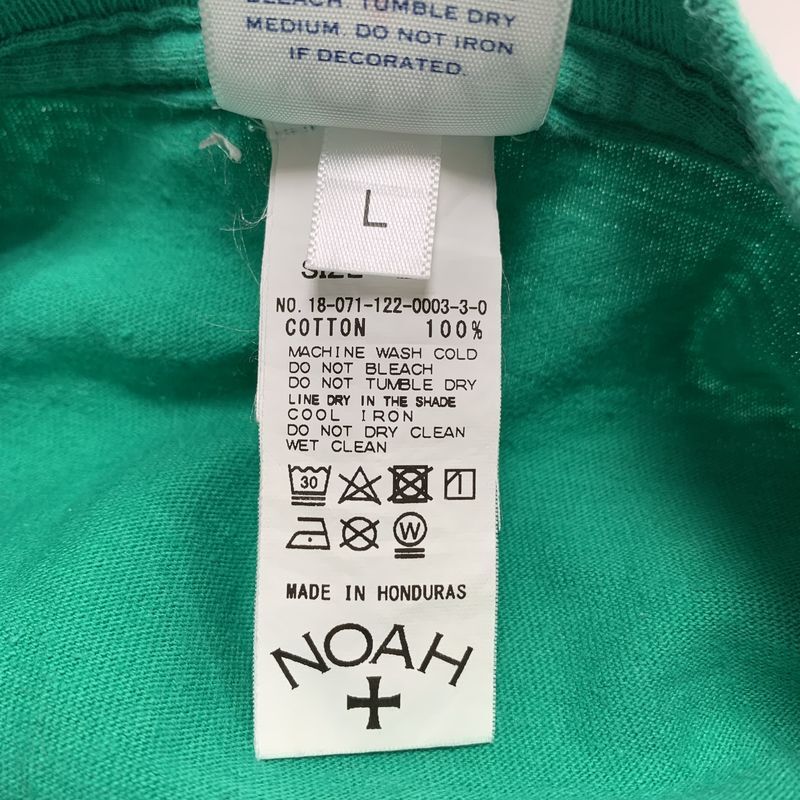 BLEACH TUMBLE DRY
MEDIUM DO NOT IRON
IF DECORATED.
L
SIZE
NO. 18-071-122-0003-3-0
COTTON 100%
MACHINE WASH COLD
DO NOT BLEACH
DO NOT TUMBLE DRY
LINE DRY IN THE SHADE
COOL IRON
DO NOT DRY CLEAN
WET CLEAN
30
W
MADE IN HONDURAS
NOAH